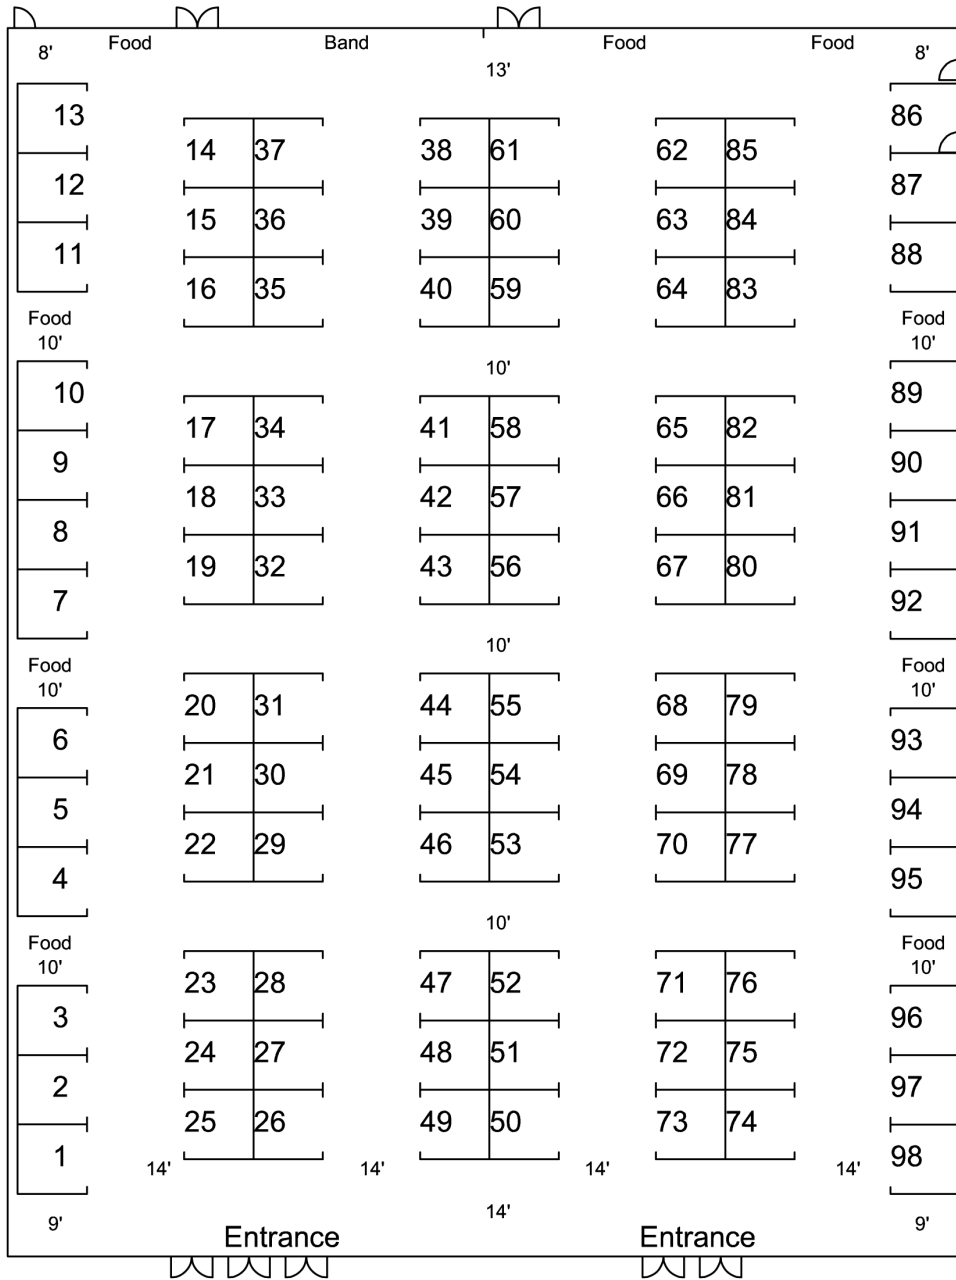 Food Band Food Food
8' 8'
13'
13 86
14 37 38 61 62 85
12 87
15 36 39 60 63 84
11 88
16 35 40 59 64 83
Food Food
10' 10'
10'
10 89
17 34 41 58 65 82
9 90
18 33 42 57 66 81
8 91
19 32 43 56 67 80
7 92
10'
Food Food
10' 10'
20 31 44 55 68 79
6 93
21 30 45 54 69 78
5 94
22 29 46 53 70 77
4 95
10'
Food Food
10' 10'
23 28 47 52 71 76
3 96
24 27 48 51 72 75
2 97
25 26 49 50 73 74
1 98
14' 14' 14' 14'
14'
9' 9'
Entrance Entrance